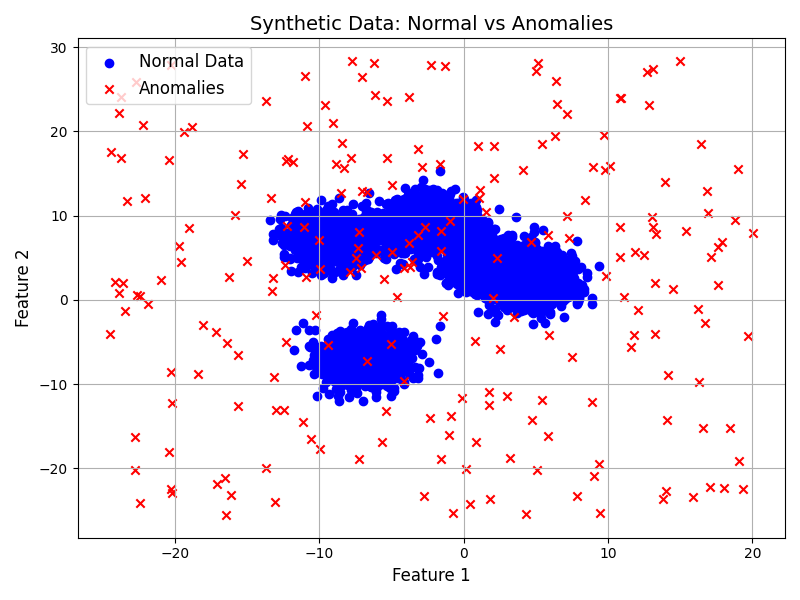 Synthetic Data: Normal vs Anomalies
Normal Data
Anomalies
30
20
10
0
−10
−20
Feature 2
−20
−10
0
10
20
Feature 1